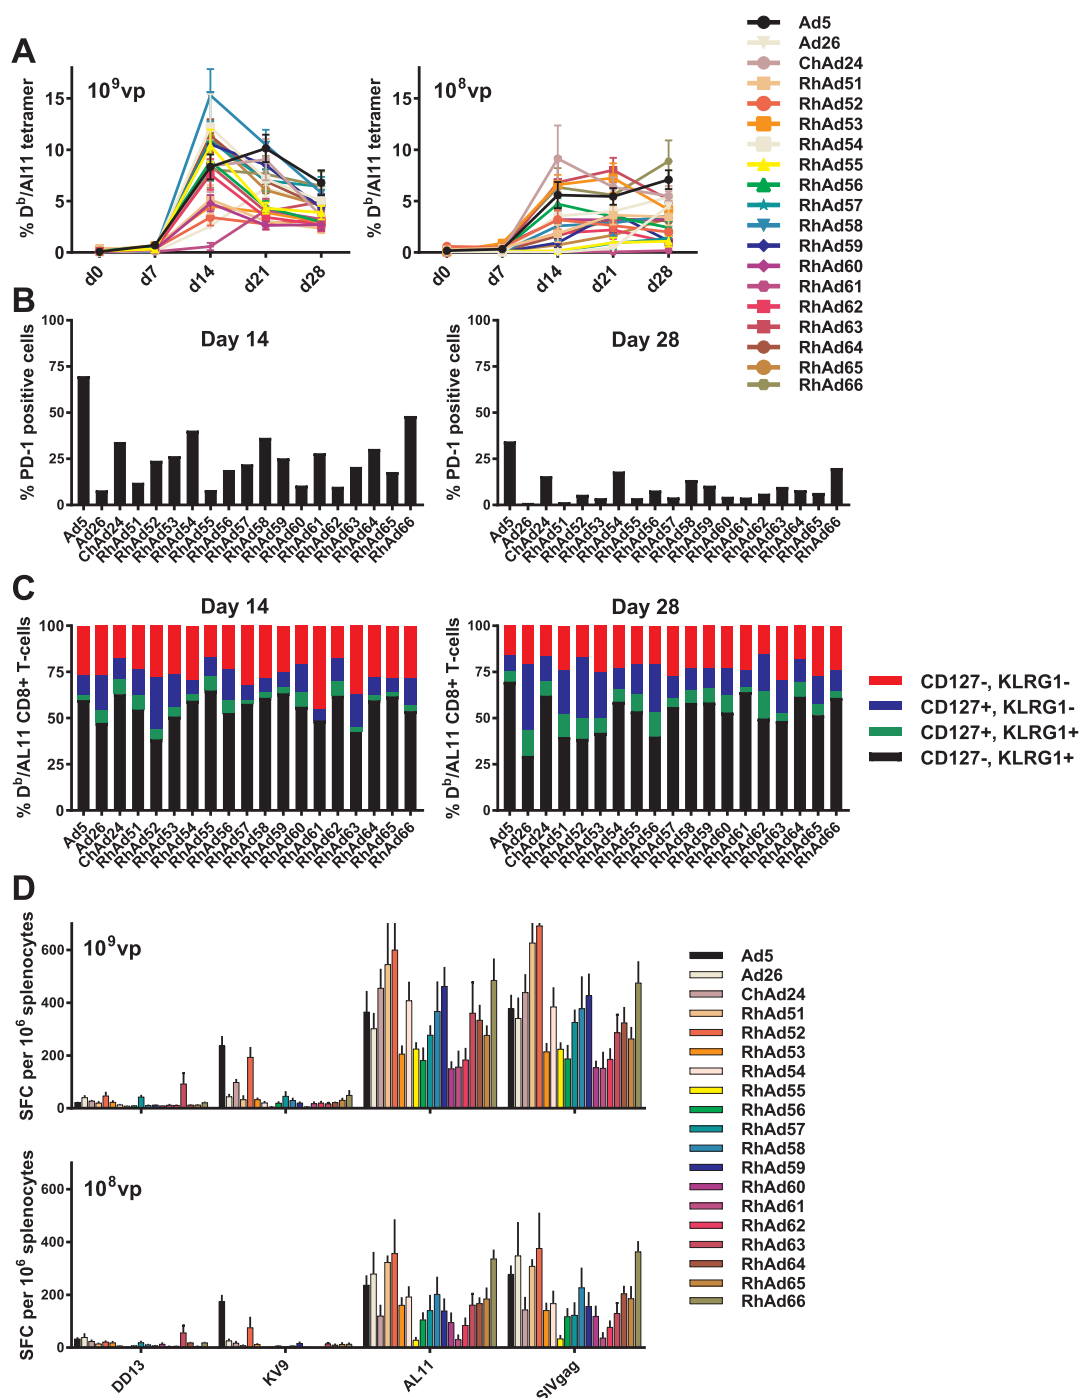 A
10⁹vp
% Dᵇ/AI11 tetramer
15
10
5
0
d0
d7
d14
d21
d28
10⁸vp
% Dᵇ/AI11 tetramer
15
10
5
0
d0
d7
d14
d21
d28
Ad5
Ad26
ChAd24
RhAd51
RhAd52
RhAd53
RhAd54
RhAd55
RhAd56
RhAd57
RhAd58
RhAd59
RhAd60
RhAd61
RhAd62
RhAd63
RhAd64
RhAd65
RhAd66
B
Day 14
% PD-1 positive cells
100
75
50
25
0
Ad5
Ad26
ChAd24
RhAd51
RhAd52
RhAd53
RhAd54
RhAd55
RhAd56
RhAd57
RhAd58
RhAd59
RhAd60
RhAd61
RhAd62
RhAd63
RhAd64
RhAd65
RhAd66
Day 28
% PD-1 positive cells
100
75
50
25
0
Ad5
Ad26
ChAd24
RhAd51
RhAd52
RhAd53
RhAd54
RhAd55
RhAd56
RhAd57
RhAd58
RhAd59
RhAd60
RhAd61
RhAd62
RhAd63
RhAd64
RhAd65
RhAd66
C
Day 14
% Dᵇ/AL11 CD8+ T-cells
100
75
50
25
0
Ad5
Ad26
ChAd24
RhAd51
RhAd52
RhAd53
RhAd54
RhAd55
RhAd56
RhAd57
RhAd58
RhAd59
RhAd60
RhAd61
RhAd62
RhAd63
RhAd64
RhAd65
RhAd66
Day 28
% Dᵇ/AL11 CD8+ T-cells
100
75
50
25
0
Ad5
Ad26
ChAd24
RhAd51
RhAd52
RhAd53
RhAd54
RhAd55
RhAd56
RhAd57
RhAd58
RhAd59
RhAd60
RhAd61
RhAd62
RhAd63
RhAd64
RhAd65
RhAd66
CD127-, KLRG1-
CD127+, KLRG1-
CD127+, KLRG1+
CD127-, KLRG1+
D
10⁹vp
SFC per 10⁶ splenocytes
600
400
200
0
10⁸vp
SFC per 10⁶ splenocytes
600
400
200
0
DD13
KV9
AL11
SIVgag
Ad5
Ad26
ChAd24
RhAd51
RhAd52
RhAd53
RhAd54
RhAd55
RhAd56
RhAd57
RhAd58
RhAd59
RhAd60
RhAd61
RhAd62
RhAd63
RhAd64
RhAd65
RhAd66